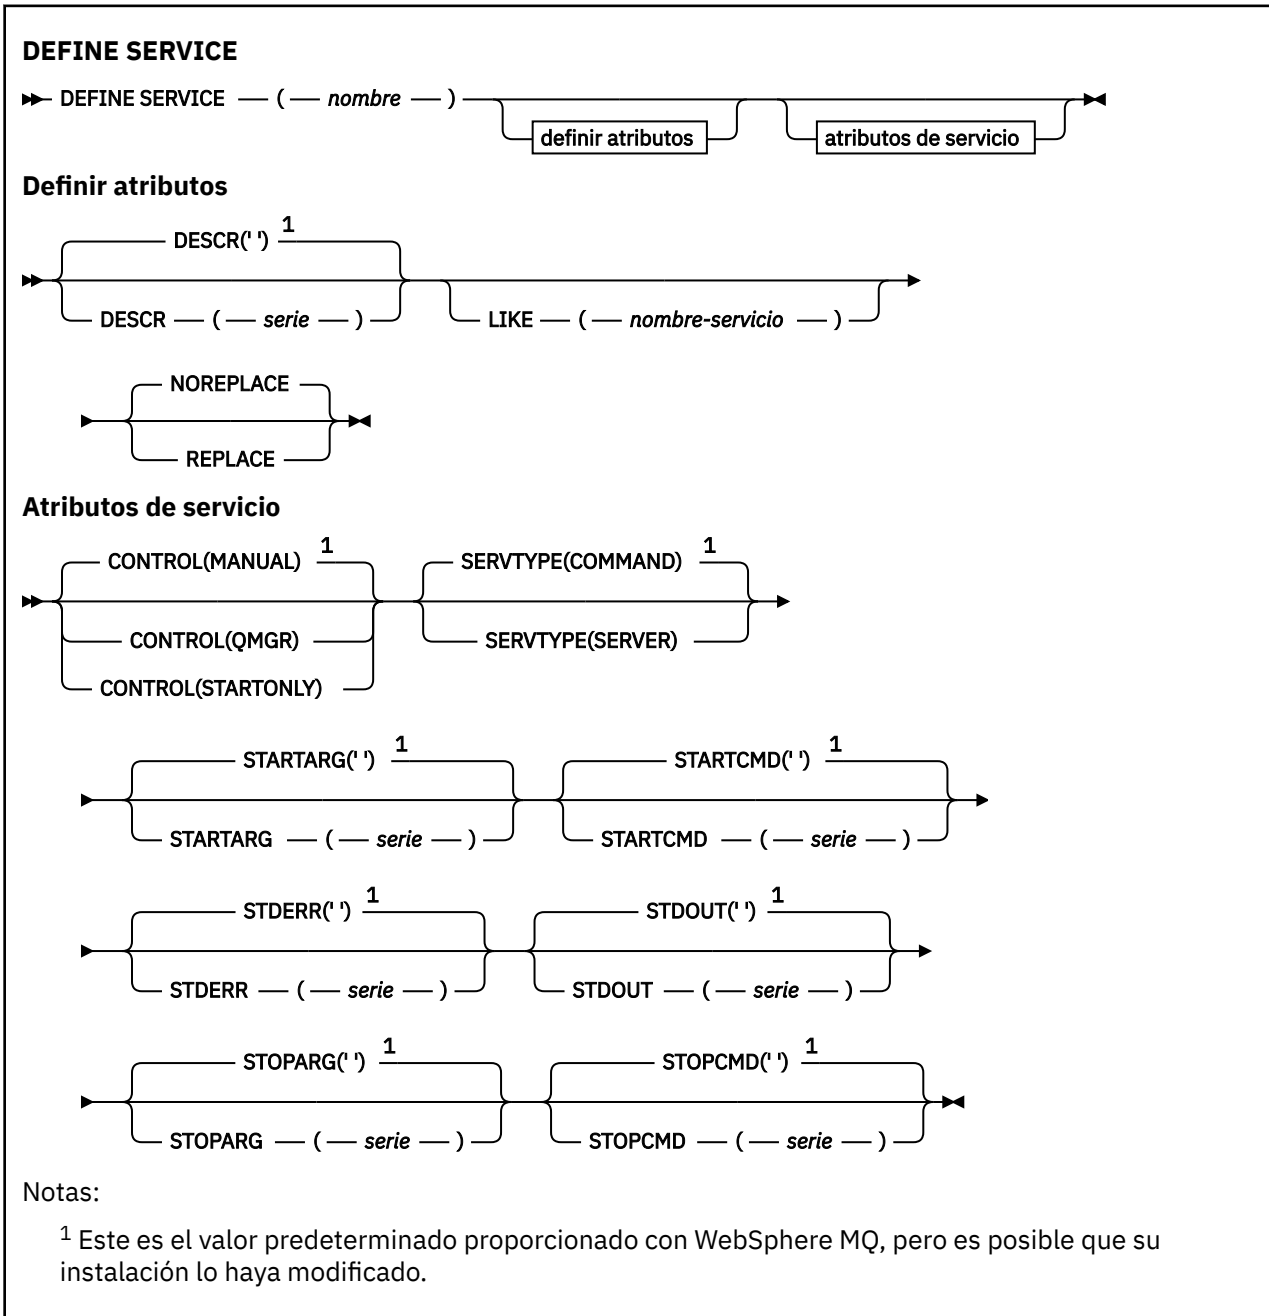 DEFINE SERVICE
DEFINE SERVICE ( nombre )
definir atributos atributos de servicio
Definir atributos
DESCR(' ') 1
DESCR ( serie ) LIKE ( nombre-servicio )
NOREPLACE
REPLACE
Atributos de servicio
CONTROL(MANUAL) 1 SERVTYPE(COMMAND) 1
CONTROL(QMGR) SERVTYPE(SERVER)
CONTROL(STARTONLY)
STARTARG(' ') 1 STARTCMD(' ') 1
STARTARG ( serie ) STARTCMD ( serie )
STDERR(' ') 1 STDOUT(' ') 1
STDERR ( serie ) STDOUT ( serie )
STOPARG(' ') 1 STOPCMD(' ') 1
STOPARG ( serie ) STOPCMD ( serie )
Notas:
1 Este es el valor predeterminado proporcionado con WebSphere MQ, pero es posible que su
instalación lo haya modificado.